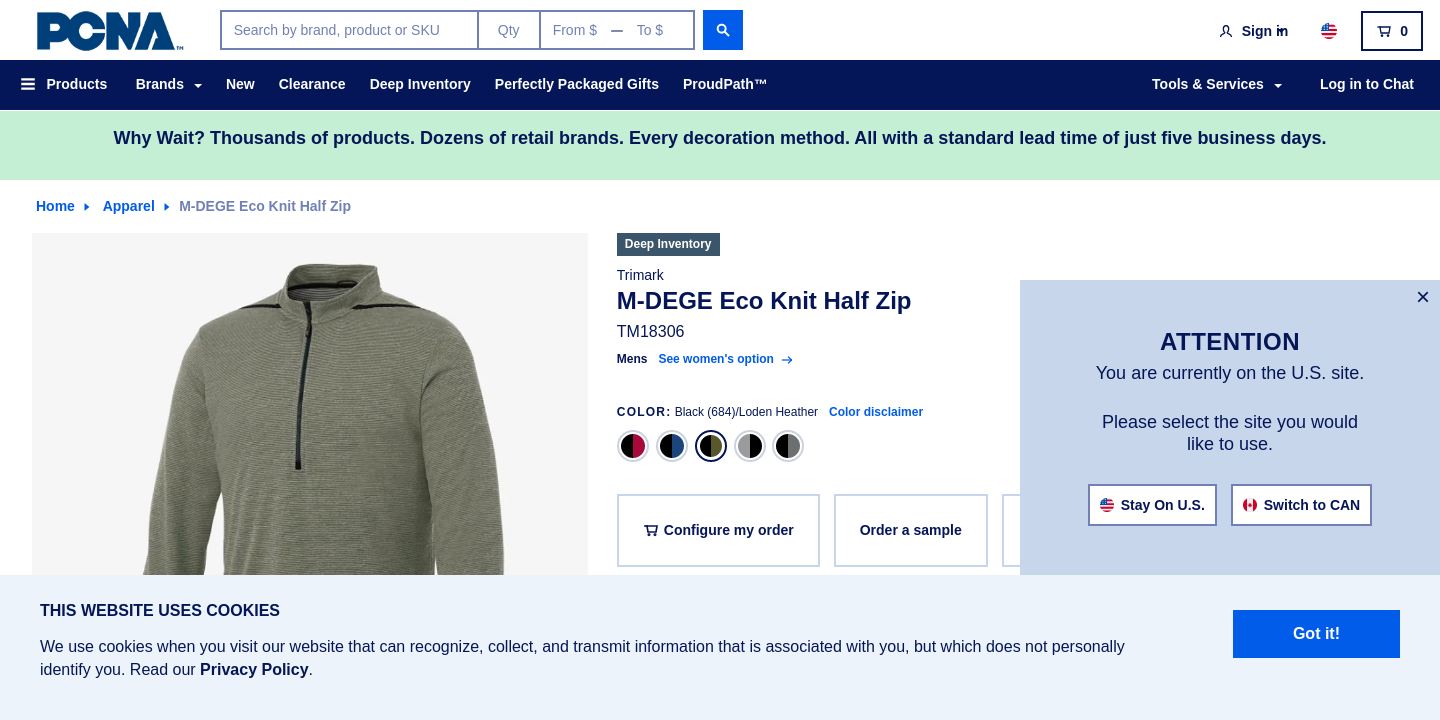 PCNA™
Search by brand, product or SKU
Qty
From $ — To $
Sign in
0
Products
Brands
New
Clearance
Deep Inventory
Perfectly Packaged Gifts
ProudPath™
Tools & Services
Log in to Chat
Why Wait? Thousands of products. Dozens of retail brands. Every decoration method. All with a standard lead time of just five business days.
Home
Apparel
M-DEGE Eco Knit Half Zip
Deep Inventory
Trimark
M-DEGE Eco Knit Half Zip
TM18306
Mens See women's option
COLOR: Black (684)/Loden Heather Color disclaimer
Configure my order
Order a sample
ATTENTION
You are currently on the U.S. site.
Please select the site you would
like to use.
Stay On U.S.
Switch to CAN
THIS WEBSITE USES COOKIES
We use cookies when you visit our website that can recognize, collect, and transmit information that is associated with you, but which does not personally
identify you. Read our Privacy Policy.
Got it!